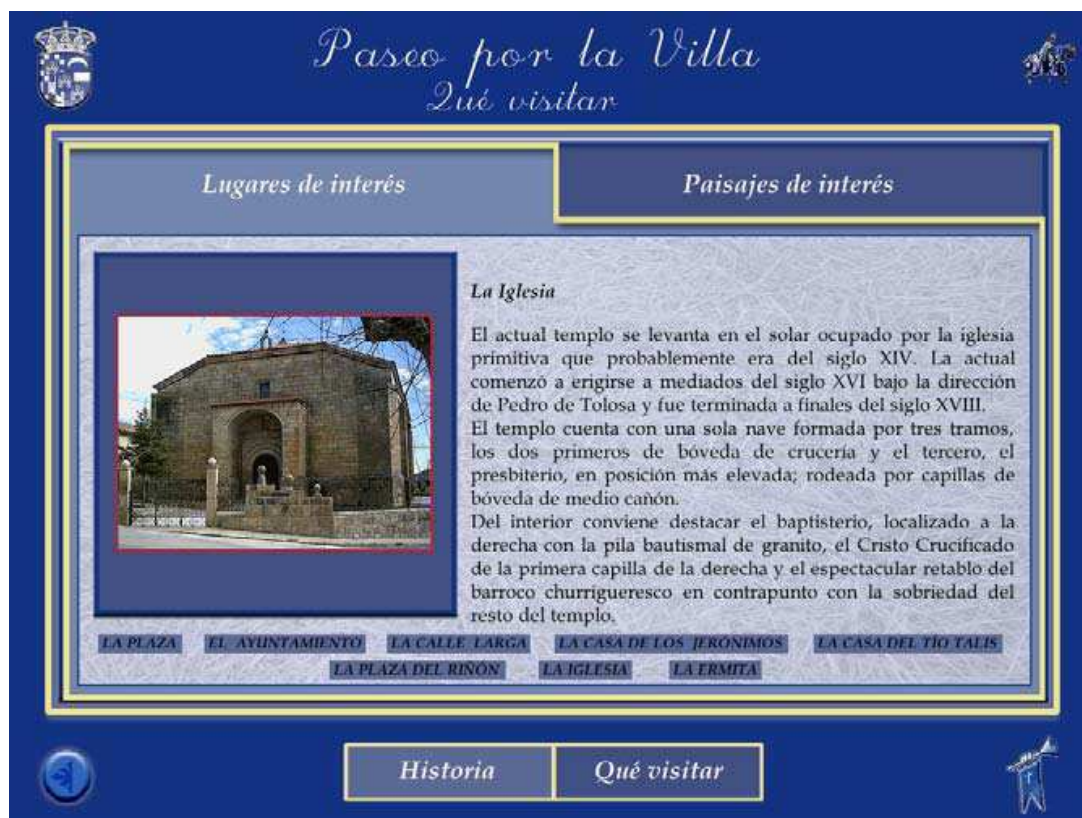 Paseo por la Villa
Qué visitar
Lugares de interés
Paisajes de interés
La Iglesia
El actual templo se levanta en el solar ocupado por la iglesia
primitiva que probablemente era del siglo XIV. La actual
comenzó a erigirse a mediados del siglo XVI bajo la dirección
de Pedro de Tolosa y fue terminada a finales del siglo XVIII.
El templo cuenta con una sola nave formada por tres tramos,
los dos primeros de bóveda de crucería y el tercero, el
presbiterio, en posición más elevada; rodeada por capillas de
bóveda de medio cañón.
Del interior conviene destacar el baptisterio, localizado a la
derecha con la pila bautismal de granito, el Cristo Crucificado
de la primera capilla de la derecha y el espectacular retablo del
barroco churrigueresco en contrapunto con la sobriedad del
resto del templo.
LA PLAZA EL AYUNTAMIENTO LA CALLE LARGA LA CASA DE LOS JERÓNIMOS LA CASA DEL TÍO TALIS
LA PLAZA DEL RIÑÓN LA IGLESIA LA ERMITA
Historia
Qué visitar